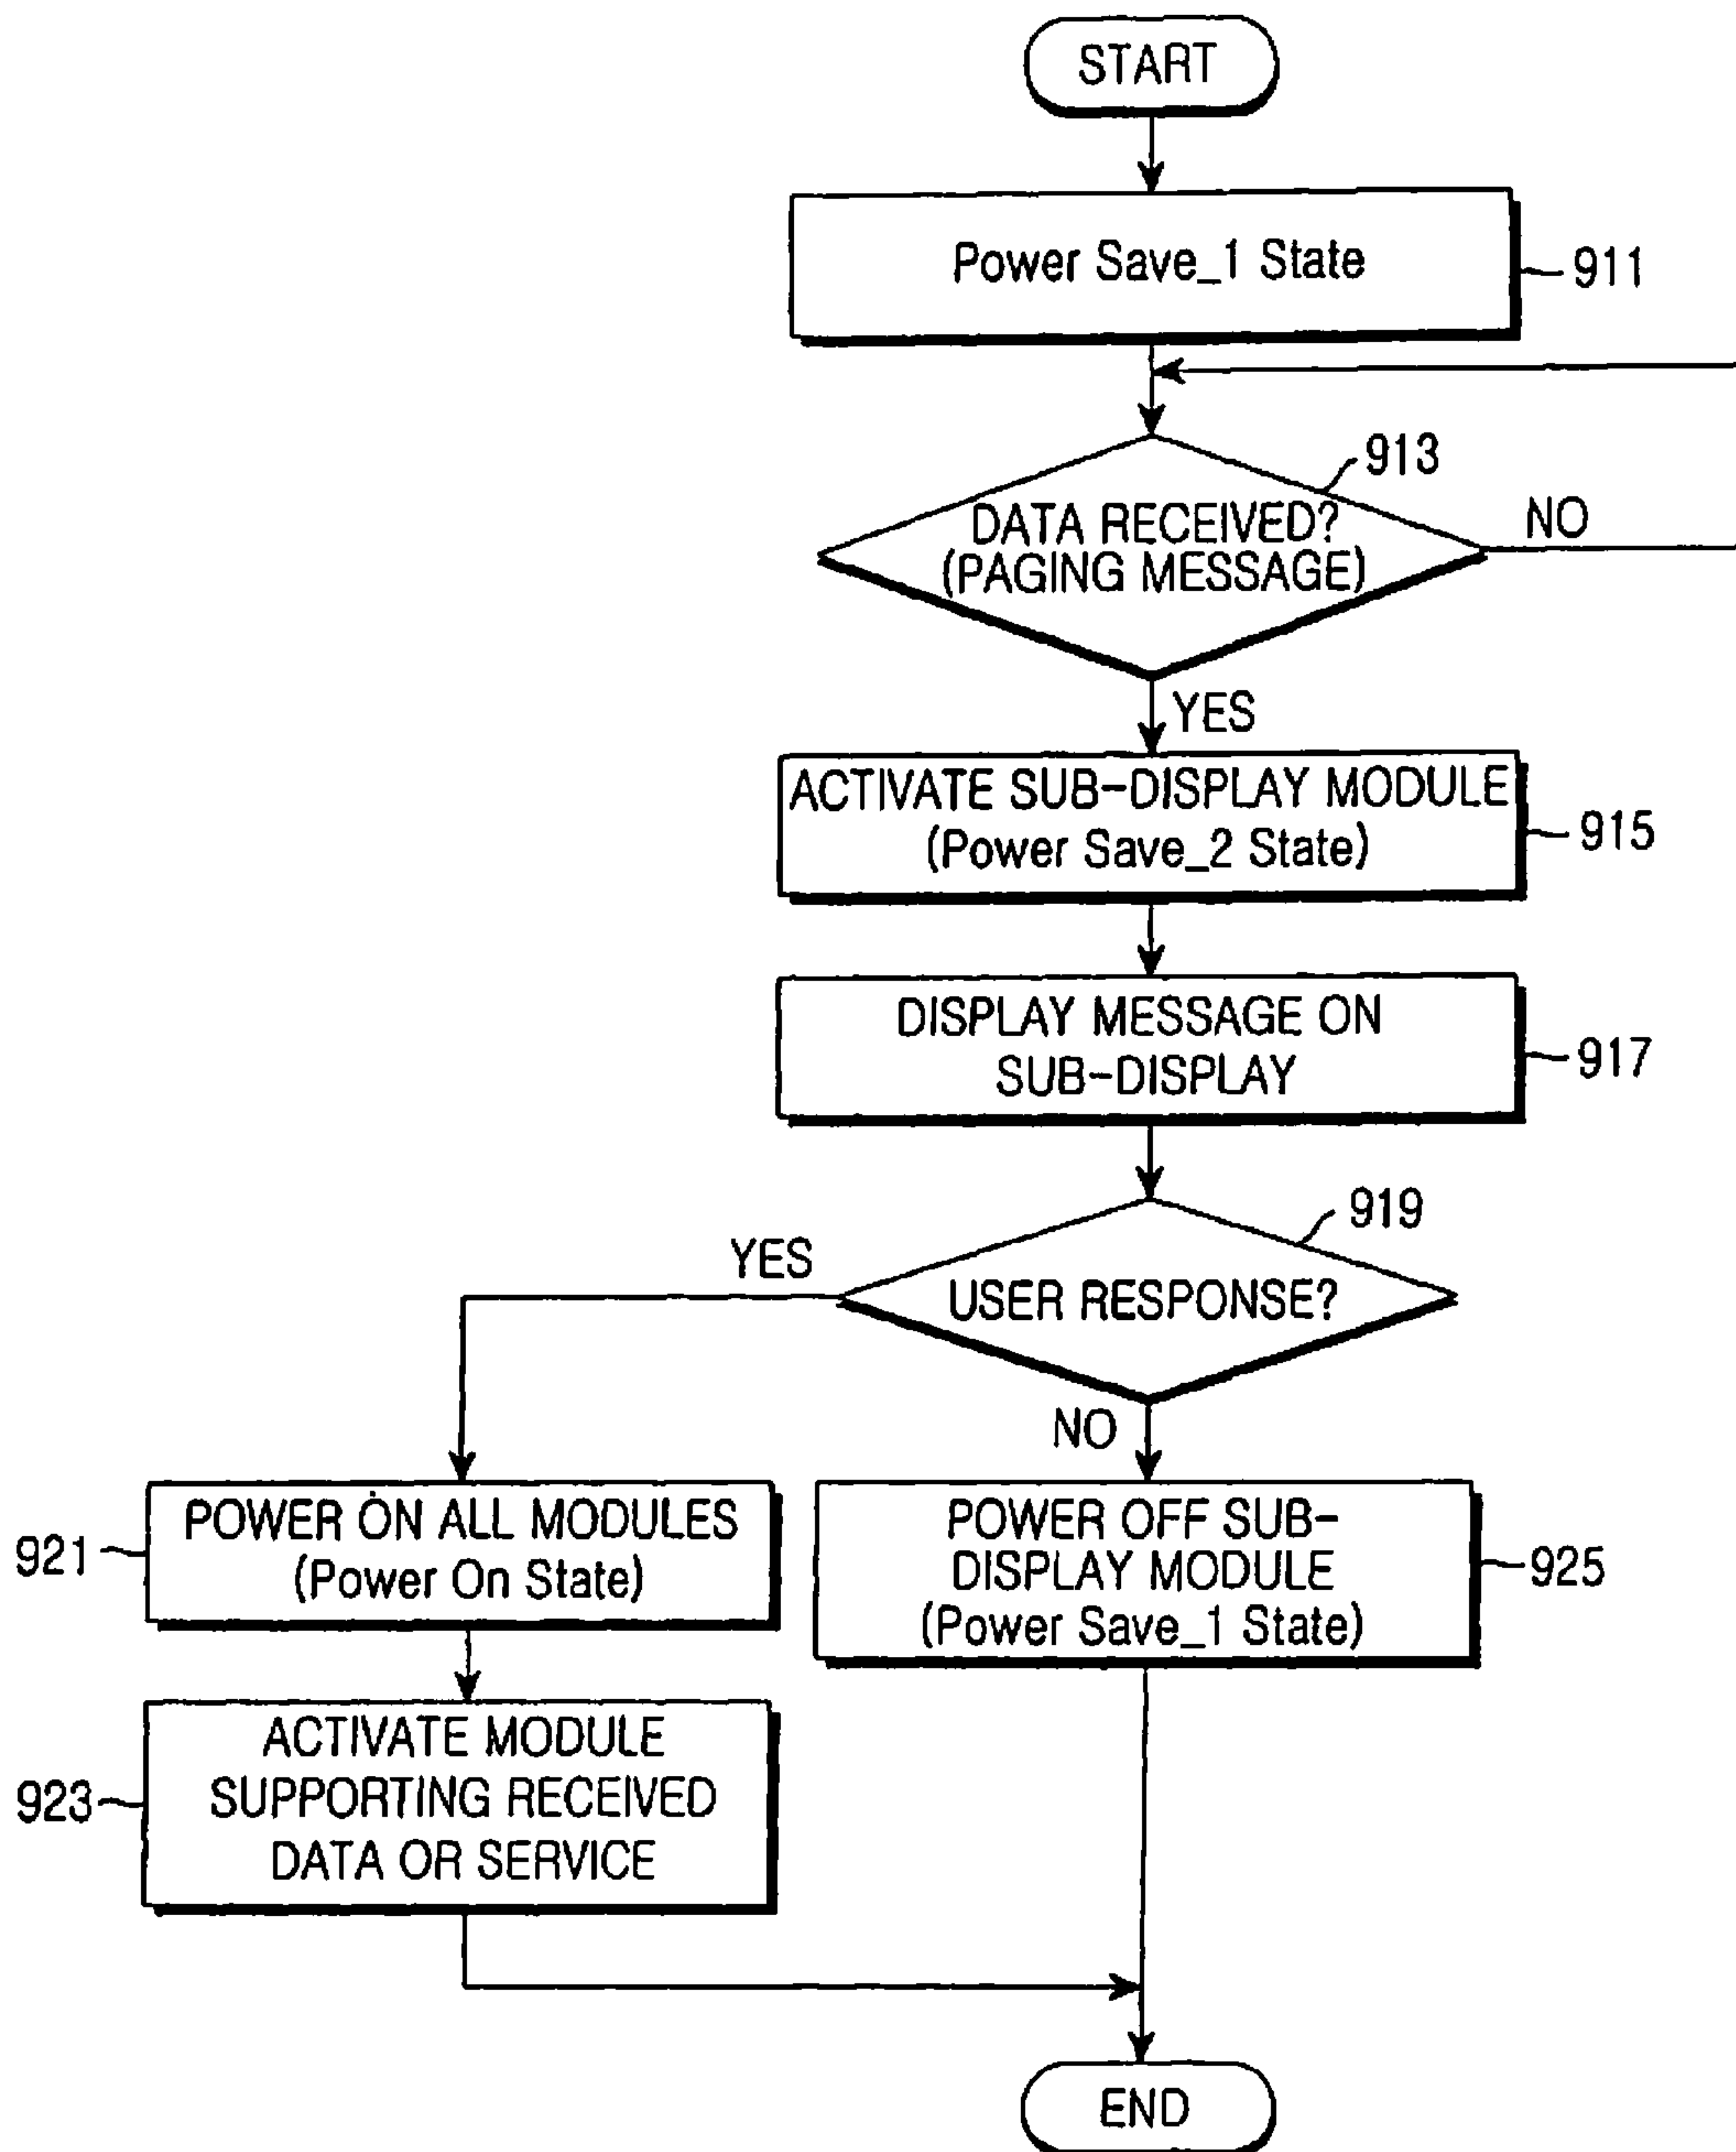 START
Power Save_1 State
911
913
DATA RECEIVED?
(PAGING MESSAGE)
NO
YES
ACTIVATE SUB-DISPLAY MODULE
(Power Save_2 State)
915
DISPLAY MESSAGE ON
SUB-DISPLAY
917
919
YES
USER RESPONSE?
NO
921
POWER ON ALL MODULES
(Power On State)
POWER OFF SUB-
DISPLAY MODULE
(Power Save_1 State)
925
923
ACTIVATE MODULE
SUPPORTING RECEIVED
DATA OR SERVICE
END